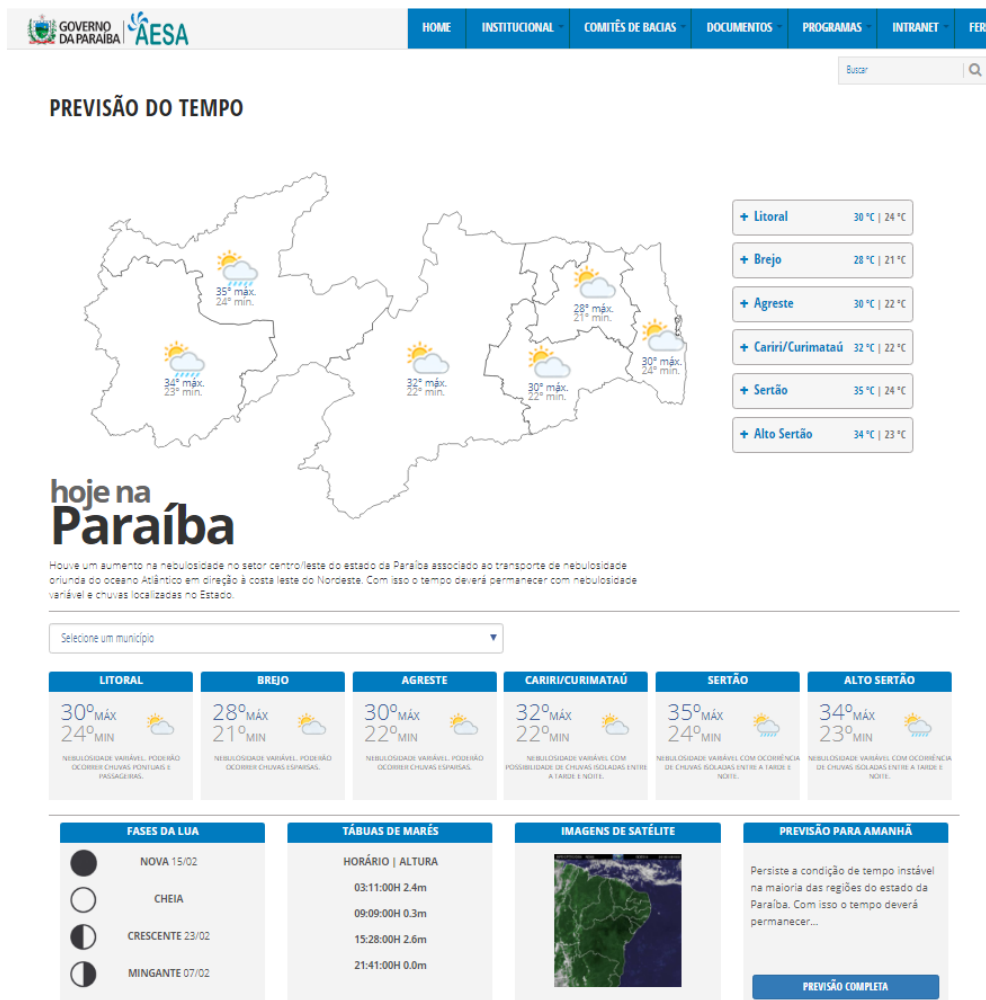 GOVERNO
DA PARAÍBA
AESA
HOME INSTITUCIONAL COMITÊS DE BACIAS DOCUMENTOS PROGRAMAS INTRANET FER
Buscar
PREVISÃO DO TEMPO
35° máx.
24° mín.
34° máx.
23° mín.
32° máx.
22° mín.
28° máx.
21° mín.
30° máx.
22° mín.
30° máx.
24° mín.
+ Litoral 30 °C | 24 °C
+ Brejo 28 °C | 21 °C
+ Agreste 30 °C | 22 °C
+ Cariri/Curimataú 32 °C | 22 °C
+ Sertão 35 °C | 24 °C
+ Alto Sertão 34 °C | 23 °C
hoje na
Paraíba
Houve um aumento na nebulosidade no setor centro/leste do estado da Paraíba associado ao transporte de nebulosidade
oriunda do oceano Atlântico em direção à costa leste do Nordeste. Com isso o tempo deverá permanecer com nebulosidade
variável e chuvas localizadas no Estado.
Selecione um município
LITORAL
30°MÁX
24°MIN
NEBULOSIDADE VARIÁVEL. PODERÃO
OCORRER CHUVAS PONTUAIS E
PASSAGEIRAS.
BREJO
28°MÁX
21°MIN
NEBULOSIDADE VARIÁVEL. PODERÃO
OCORRER CHUVAS ESPARSAS.
AGRESTE
30°MÁX
22°MIN
NEBULOSIDADE VARIÁVEL. PODERÃO
OCORRER CHUVAS ESPARSAS.
CARIRI/CURIMATAÚ
32°MÁX
22°MIN
NEBULOSIDADE VARIÁVEL COM
POSSIBILIDADE DE CHUVAS ISOLADAS ENTRE
A TARDE E NOITE.
SERTÃO
35°MÁX
24°MIN
NEBULOSIDADE VARIÁVEL COM OCORRÊNCIA
DE CHUVAS ISOLADAS ENTRE A TARDE E
NOITE.
ALTO SERTÃO
34°MÁX
23°MIN
NEBULOSIDADE VARIÁVEL COM OCORRÊNCIA
DE CHUVAS ISOLADAS ENTRE A TARDE E
NOITE.
FASES DA LUA
NOVA 15/02
CHEIA
CRESCENTE 23/02
MINGANTE 07/02
TÁBUAS DE MARÉS
HORÁRIO | ALTURA
03:11:00H 2.4m
09:09:00H 0.3m
15:28:00H 2.6m
21:41:00H 0.0m
IMAGENS DE SATÉLITE
PREVISÃO PARA AMANHÃ
Persiste a condição de tempo instável
na maioria das regiões do estado da
Paraíba. Com isso o tempo deverá
permanecer...
PREVISÃO COMPLETA